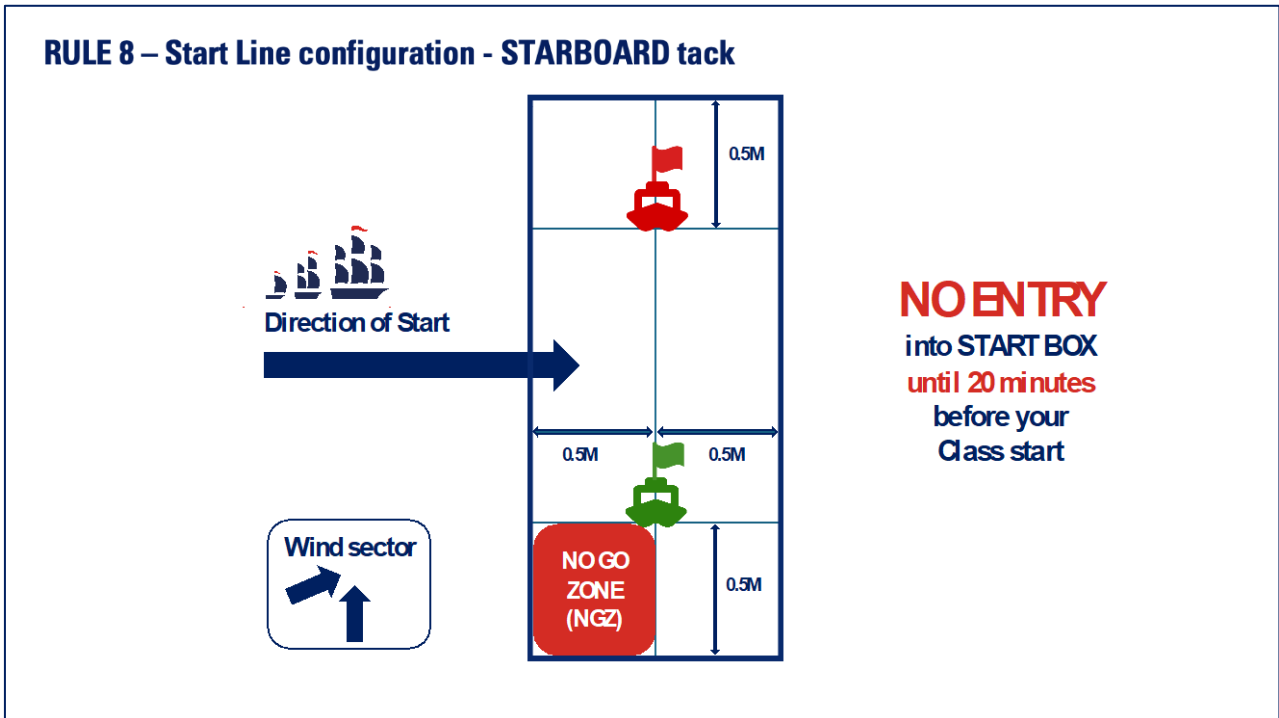 RULE 8 – Start Line configuration - STARBOARD tack
0.5M
Direction of Start
NO ENTRY
into START BOX
until 20 minutes
before your
Class start
0.5M
0.5M
Wind sector
NO GO
ZONE
(NGZ)
0.5M